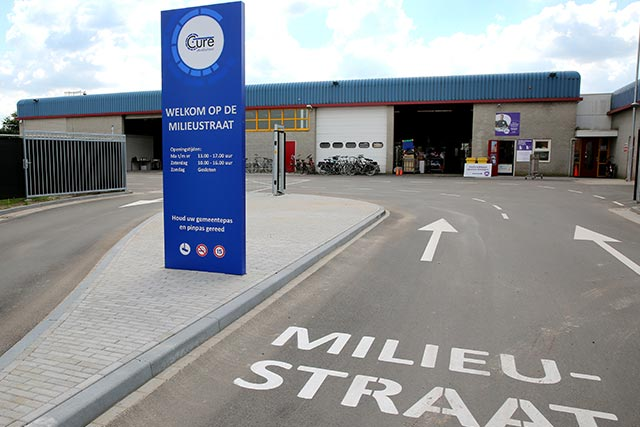 Cure
WELKOM OP DE
MILIEUSTRAAT
Openingstijden:
Ma t/m vr 13.00 - 17.00 uur
Zaterdag 10.00 - 16.00 uur
Zondag Gesloten
Houd uw gemeentepas
en pinpas gereed
MILIEU-
STRAAT